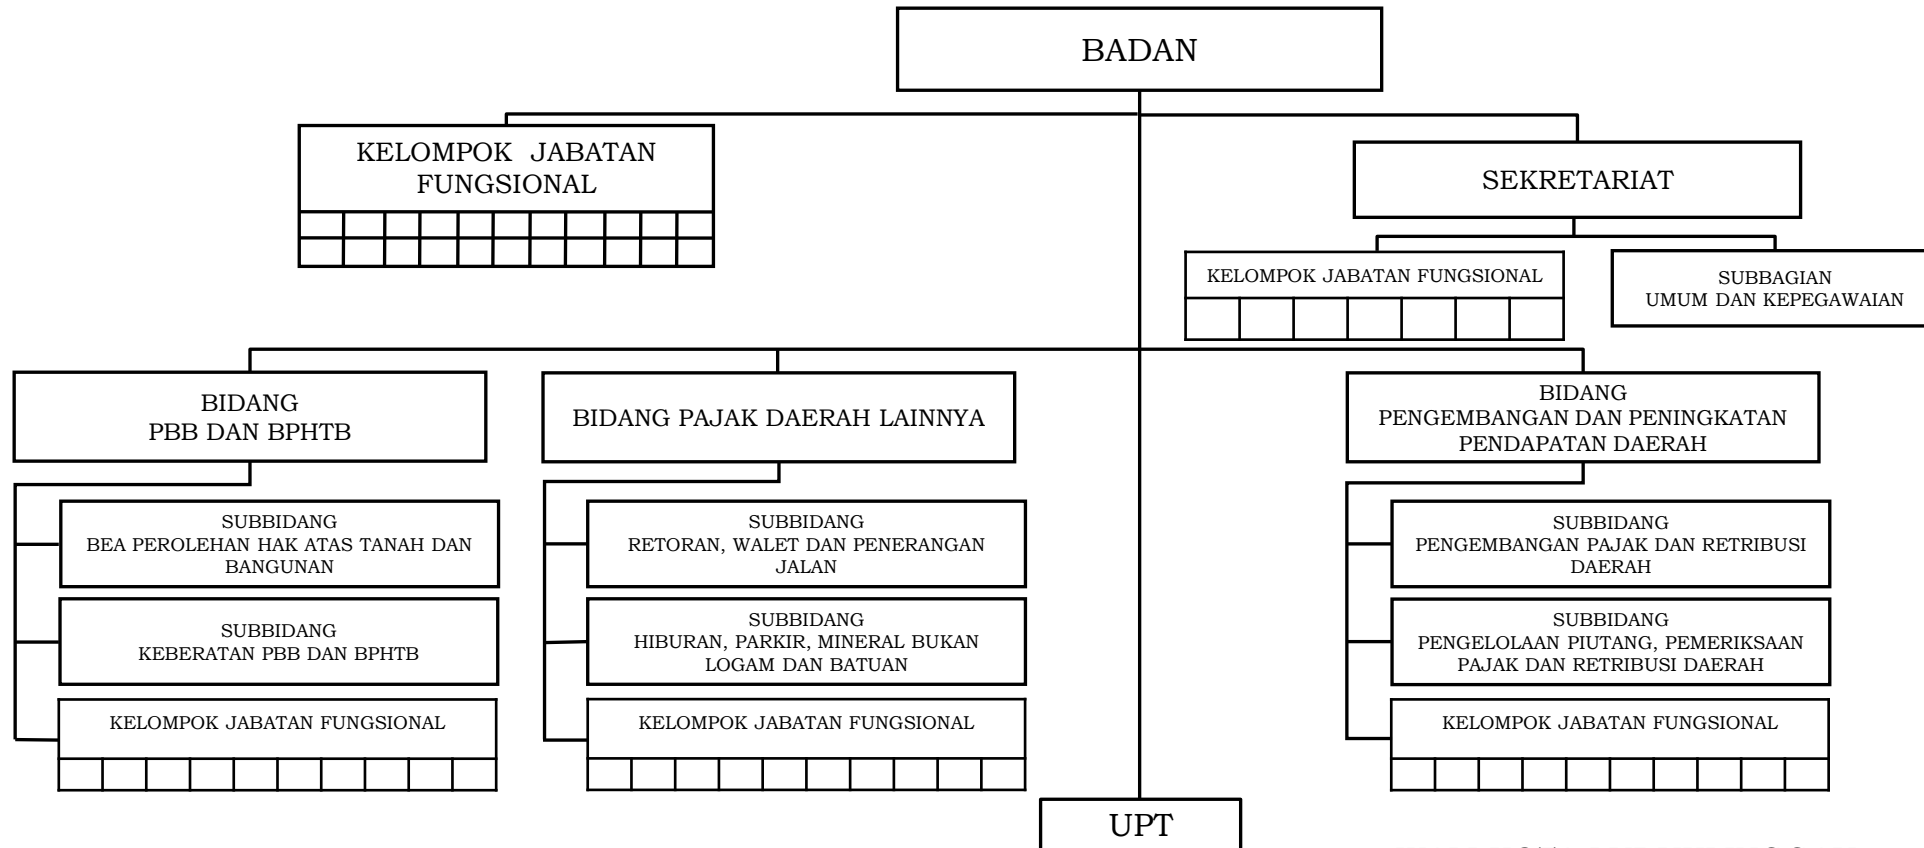 BADAN
KELOMPOK JABATAN
FUNGSIONAL
SEKRETARIAT
KELOMPOK JABATAN FUNGSIONAL
SUBBAGIAN
UMUM DAN KEPEGAWAIAN
BIDANG
PBB DAN BPHTB
BIDANG PAJAK DAERAH LAINNYA
BIDANG
PENGEMBANGAN DAN PENINGKATAN
PENDAPATAN DAERAH
SUBBIDANG
BEA PEROLEHAN HAK ATAS TANAH DAN
BANGUNAN
SUBBIDANG
RETORAN, WALET DAN PENERANGAN
JALAN
SUBBIDANG
PENGEMBANGAN PAJAK DAN RETRIBUSI
DAERAH
SUBBIDANG
KEBERATAN PBB DAN BPHTB
SUBBIDANG
HIBURAN, PARKIR, MINERAL BUKAN
LOGAM DAN BATUAN
SUBBIDANG
PENGELOLAAN PIUTANG, PEMERIKSAAN
PAJAK DAN RETRIBUSI DAERAH
KELOMPOK JABATAN FUNGSIONAL
KELOMPOK JABATAN FUNGSIONAL
KELOMPOK JABATAN FUNGSIONAL
UPT